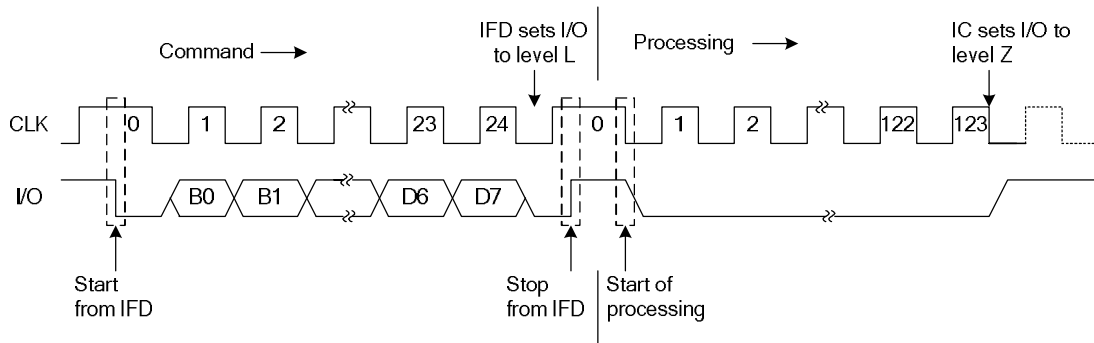 Command
IFD sets I/O
to level L
Processing
IC sets I/O to
level Z
CLK
0
1
2
23
24
0
1
2
122
123
I/O
B0
B1
D6
D7
Start
from IFD
Stop
from IFD
Start of
processing